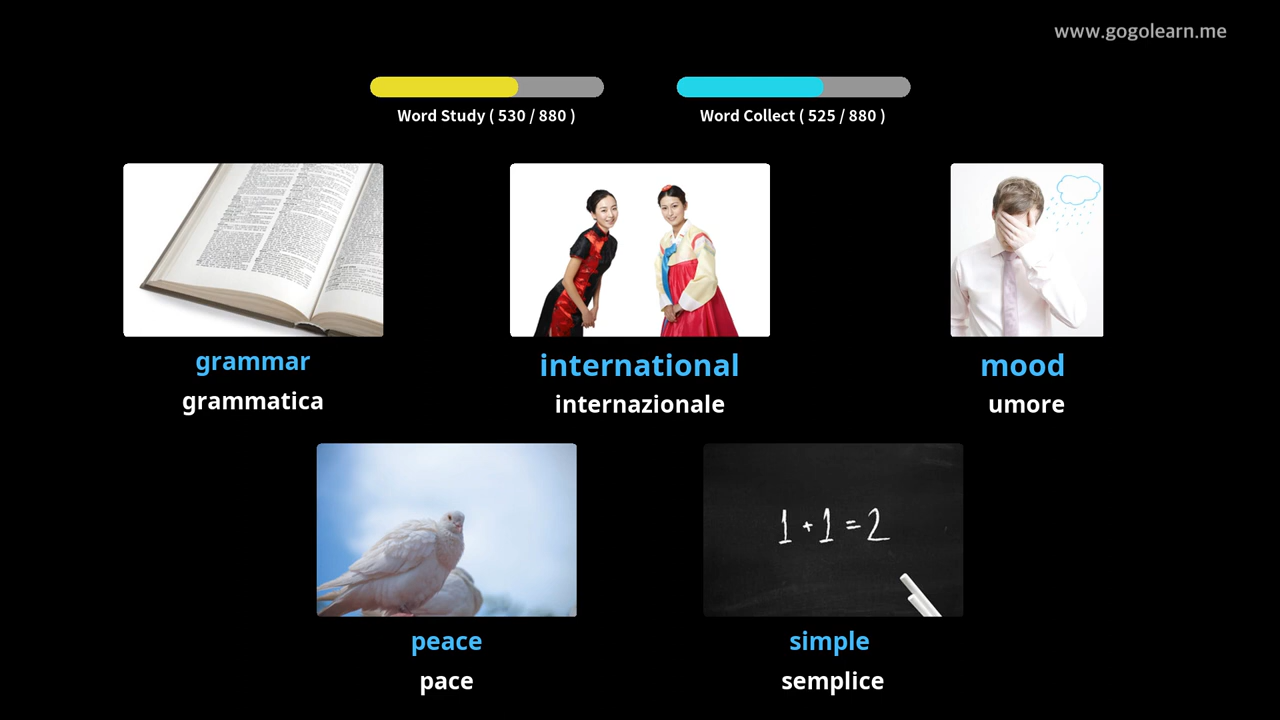 www.gogolearn.me
Word Study ( 530 / 880 )
Word Collect ( 525 / 880 )
grammar
grammatica
international
internazionale
mood
umore
1 + 1 = 2
peace
pace
simple
semplice